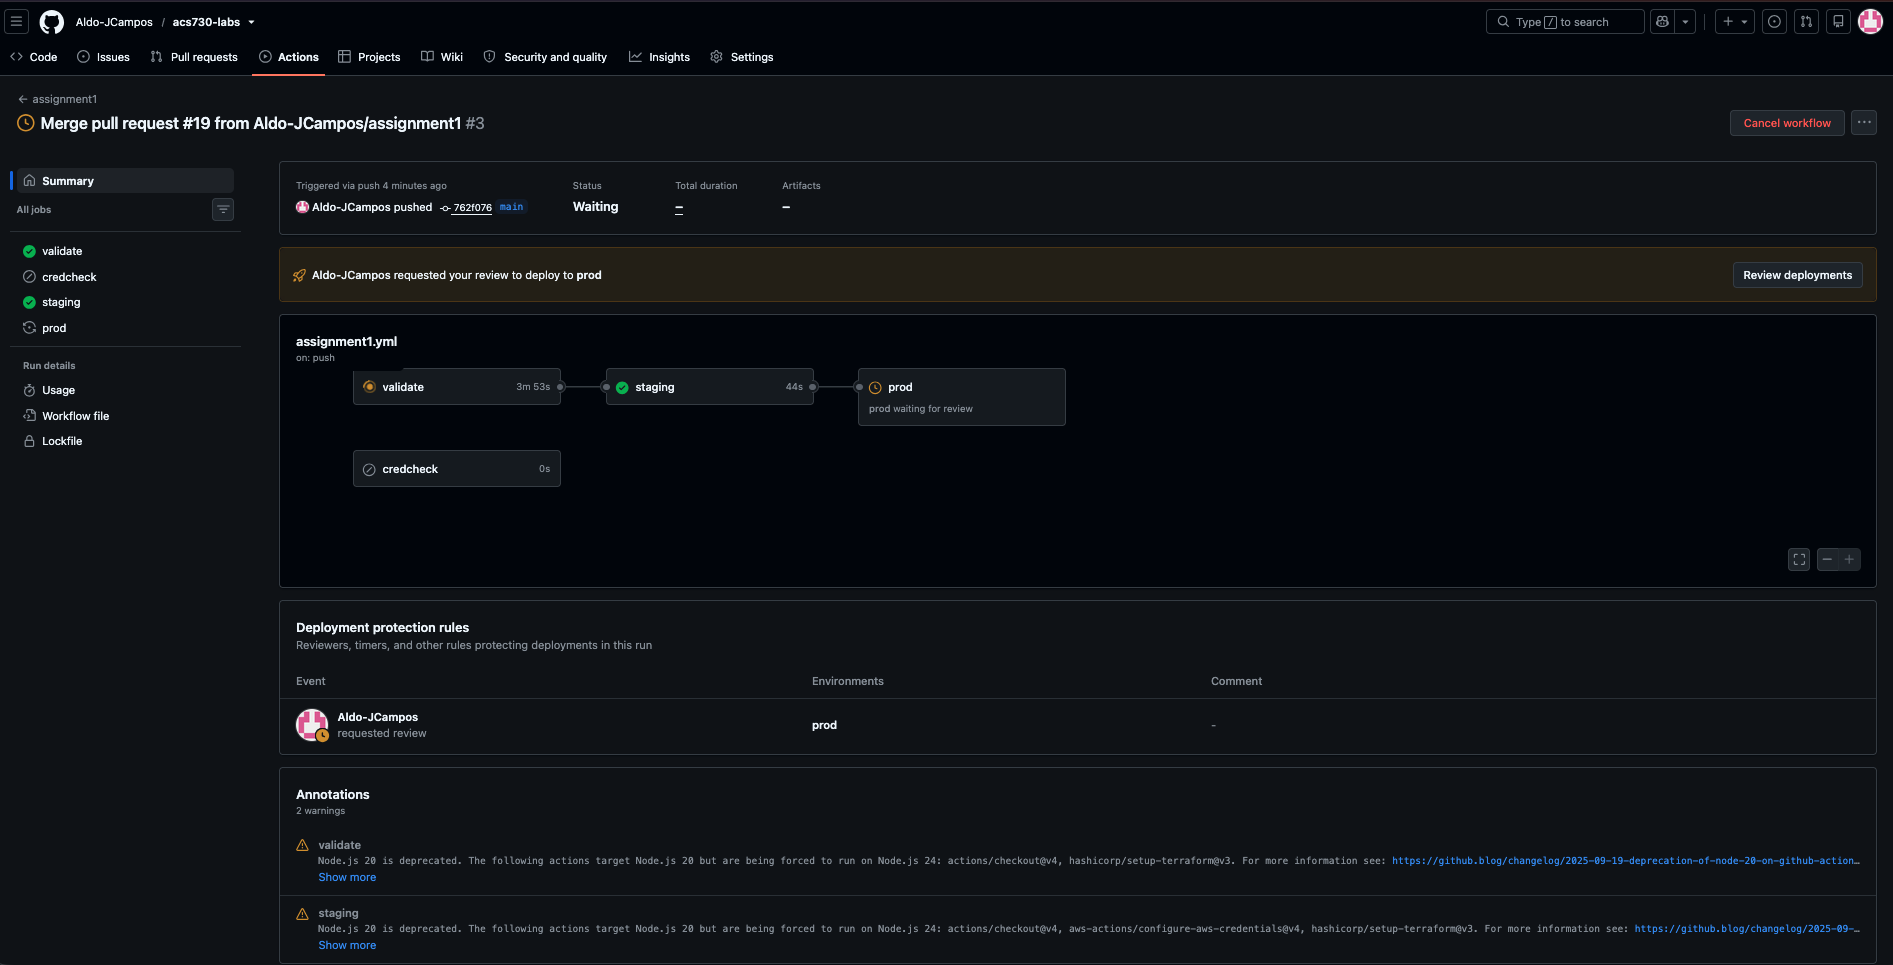 Aldo-JCampos / acs730-labs
Type / to search
Code
Issues
Pull requests
Actions
Projects
Wiki
Security and quality
Insights
Settings
assignment1
Merge pull request #19 from Aldo-JCampos/assignment1 #3
Cancel workflow
Summary
All jobs
validate
credcheck
staging
prod
Run details
Usage
Workflow file
Lockfile
Triggered via push 4 minutes ago
Aldo-JCampos pushed 762f076 main
Status
Waiting
Total duration
–
Artifacts
–
Aldo-JCampos requested your review to deploy to prod
Review deployments
assignment1.yml
on: push
validate 3m 53s
staging 44s
prod
prod waiting for review
credcheck 0s
Deployment protection rules
Reviewers, timers, and other rules protecting deployments in this run
Event Environments Comment
Aldo-JCampos
requested review
prod
-
Annotations
2 warnings
validate
Node.js 20 is deprecated. The following actions target Node.js 20 but are being forced to run on Node.js 24: actions/checkout@v4, hashicorp/setup-terraform@v3. For more information see: https://github.blog/changelog/2025-09-19-deprecation-of-node-20-on-github-action…
Show more
staging
Node.js 20 is deprecated. The following actions target Node.js 20 but are being forced to run on Node.js 24: actions/checkout@v4, aws-actions/configure-aws-credentials@v4, hashicorp/setup-terraform@v3. For more information see: https://github.blog/changelog/2025-09-…
Show more